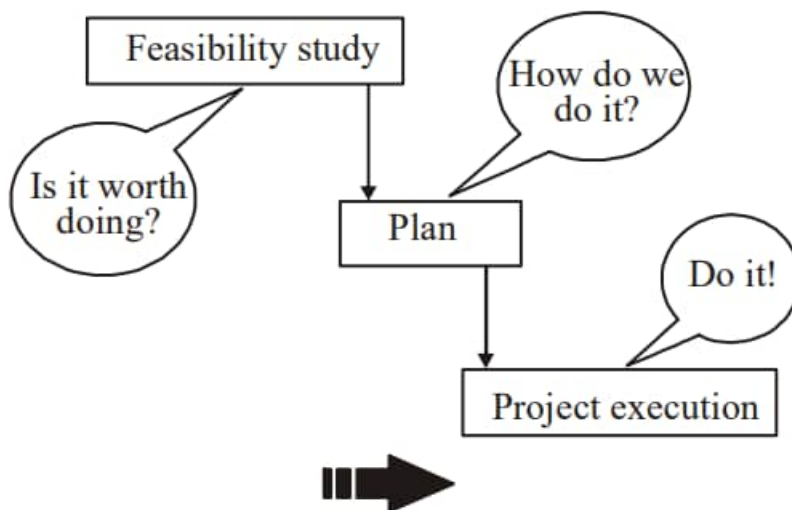 Feasibility study
How do we
do it?
Is it worth
doing?
Plan
Do it!
Project execution